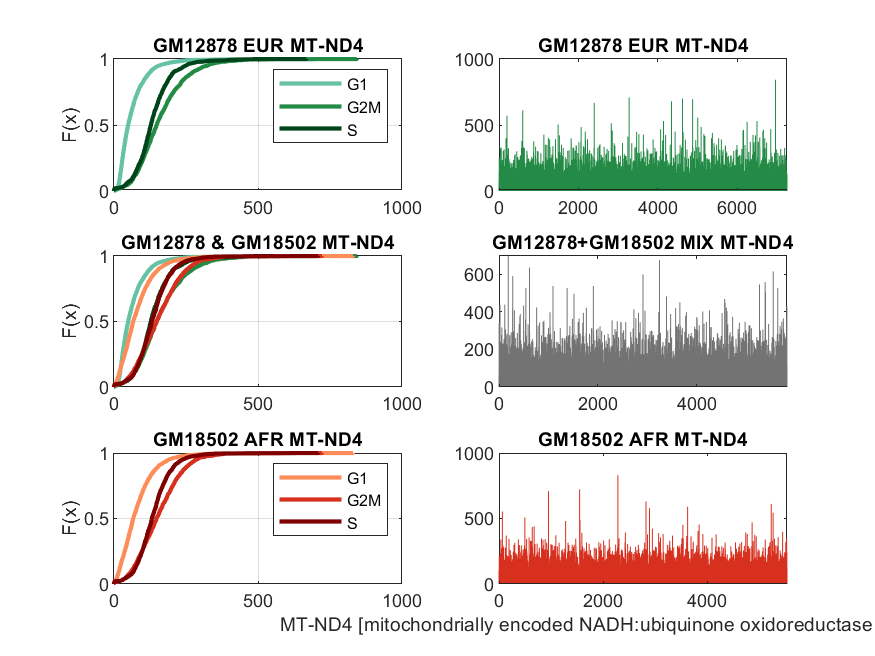 GM12878 EUR MT-ND4
F(x)
1
0.5
0
0 500 1000
G1
G2M
S
GM12878 EUR MT-ND4
1000
500
0
0 2000 4000 6000
GM12878 & GM18502 MT-ND4
F(x)
1
0.5
0
0 500 1000
GM12878+GM18502 MIX MT-ND4
600
400
200
0
0 2000 4000
GM18502 AFR MT-ND4
F(x)
1
0.5
0
0 500 1000
G1
G2M
S
GM18502 AFR MT-ND4
1000
500
0
0 2000 4000
MT-ND4 [mitochondrially encoded NADH:ubiquinone oxidoreductase